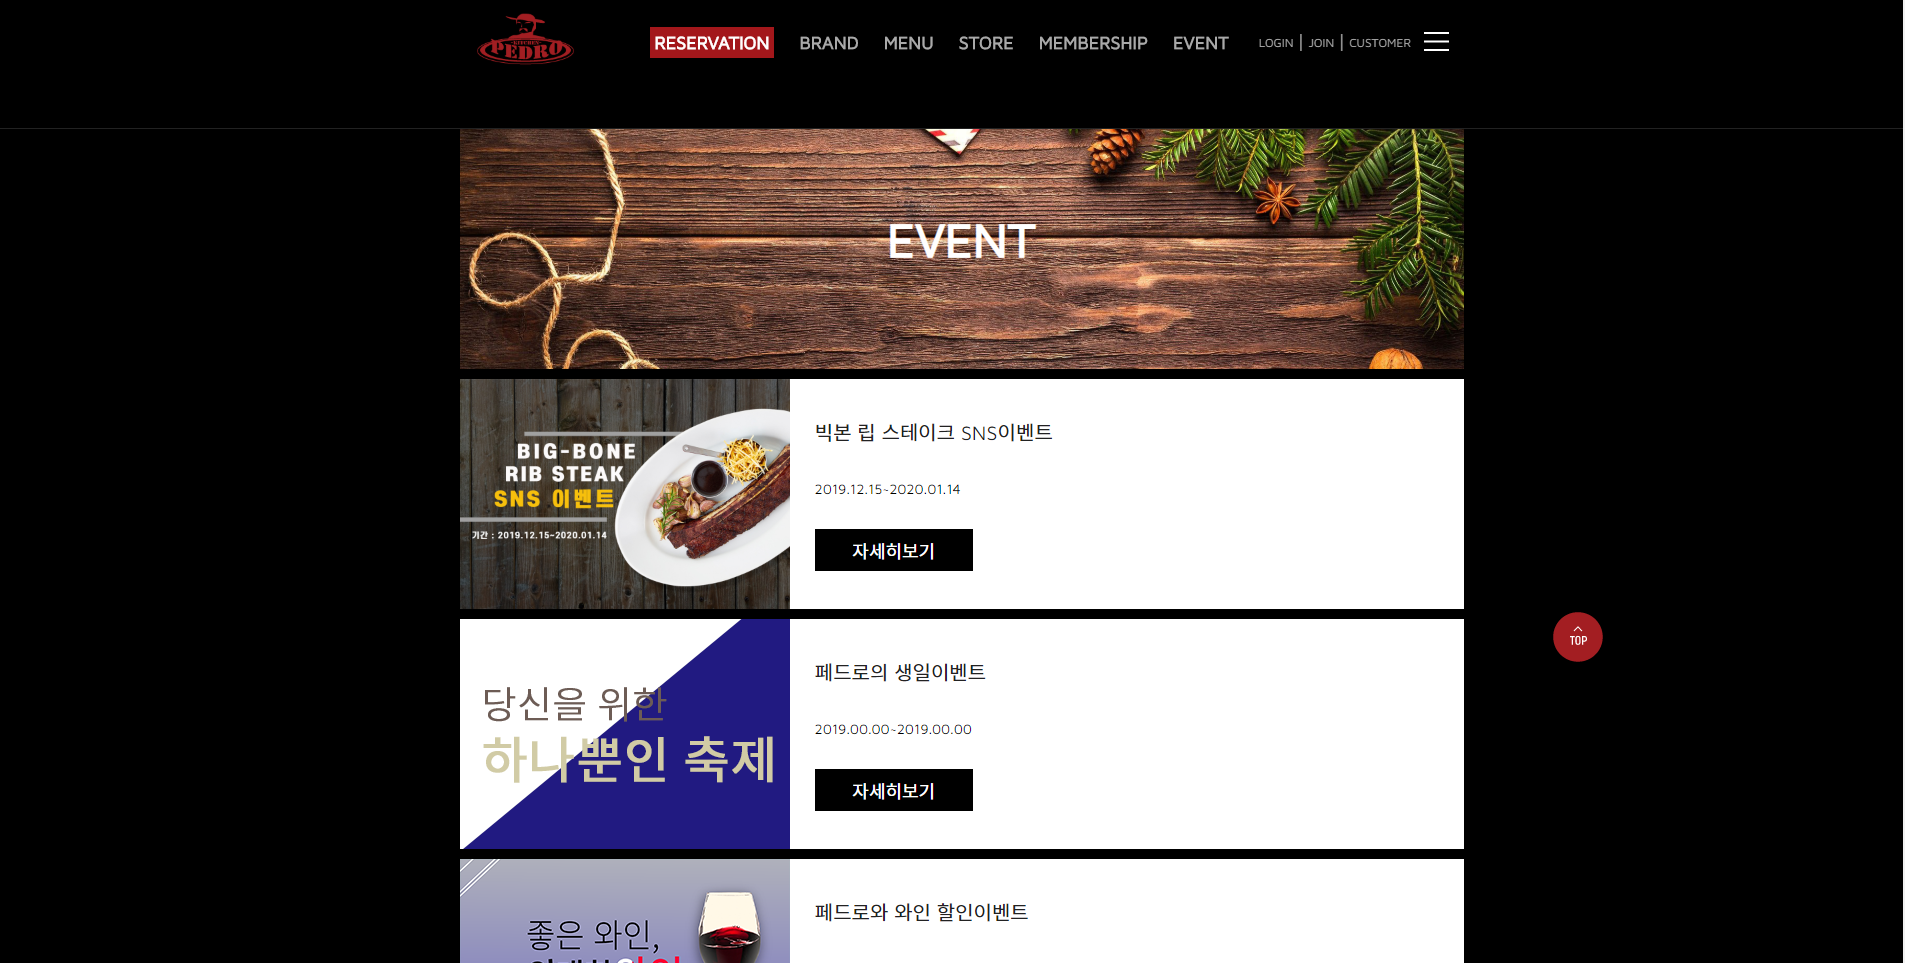 KITCHEN
PEDRO
RESERVATION BRAND MENU STORE MEMBERSHIP EVENT LOGIN | JOIN | CUSTOMER
EVENT
BIG-BONE
RIB STEAK
SNS 이벤트
기간 : 2019.12.15~2020.01.14
빅본 립 스테이크 SNS이벤트
2019.12.15~2020.01.14
자세히보기
TOP
당신을 위한
하나뿐인 축제
페드로의 생일이벤트
2019.00.00~2019.00.00
자세히보기
좋은 와인,
페드로와 와인 할인이벤트